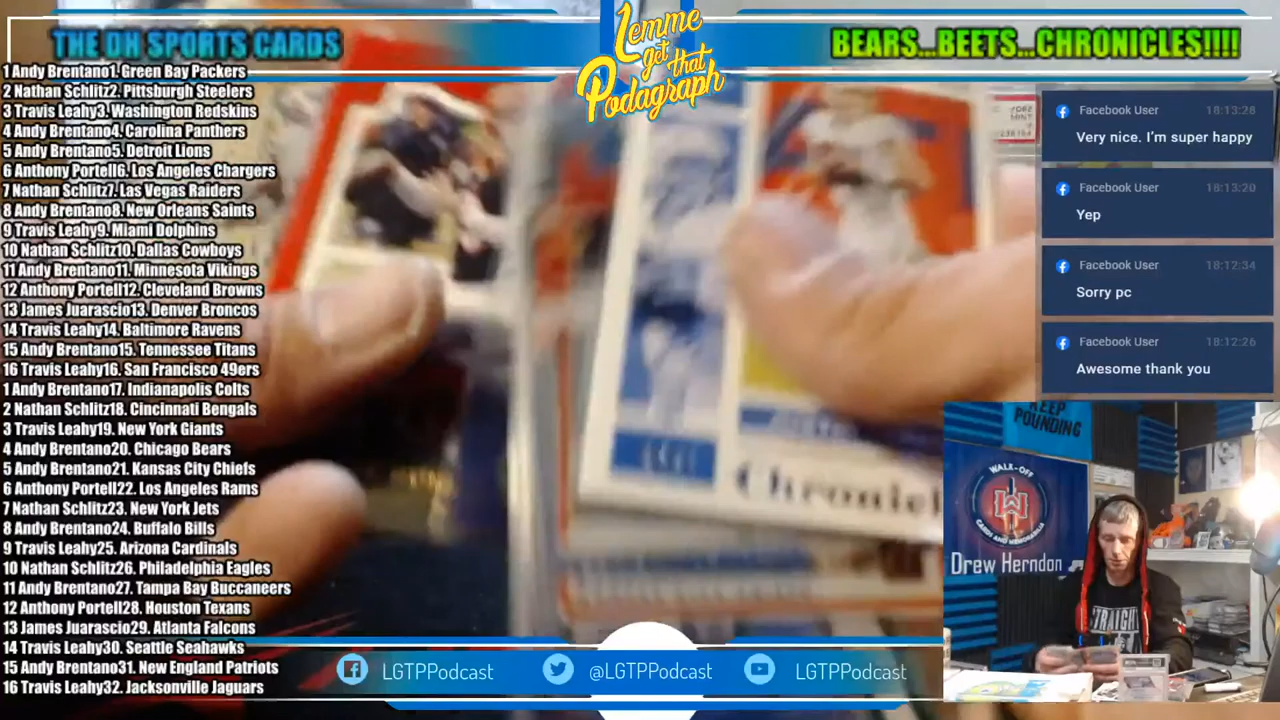 THE DH SPORTS CARDS
Lemme
get
that
Podagraph
BEARS...BEETS...CHRONICLES!!!!
1 Andy Brentano1. Green Bay Packers
2 Nathan Schlitz2. Pittsburgh Steelers
3 Travis Leahy3. Washington Redskins
4 Andy Brentano4. Carolina Panthers
5 Andy Brentano5. Detroit Lions
6 Anthony Portell6. Los Angeles Chargers
7 Nathan Schlitz7. Las Vegas Raiders
8 Andy Brentano8. New Orleans Saints
9 Travis Leahy9. Miami Dolphins
10 Nathan Schlitz10. Dallas Cowboys
11 Andy Brentano11. Minnesota Vikings
12 Anthony Portell12. Cleveland Browns
13 James Juarascio13. Denver Broncos
14 Travis Leahy14. Baltimore Ravens
15 Andy Brentano15. Tennessee Titans
16 Travis Leahy16. San Francisco 49ers
1 Andy Brentano17. Indianapolis Colts
2 Nathan Schlitz18. Cincinnati Bengals
3 Travis Leahy19. New York Giants
4 Andy Brentano20. Chicago Bears
5 Andy Brentano21. Kansas City Chiefs
6 Anthony Portell22. Los Angeles Rams
7 Nathan Schlitz23. New York Jets
8 Andy Brentano24. Buffalo Bills
9 Travis Leahy25. Arizona Cardinals
10 Nathan Schlitz26. Philadelphia Eagles
11 Andy Brentano27. Tampa Bay Buccaneers
12 Anthony Portell28. Houston Texans
13 James Juarascio29. Atlanta Falcons
14 Travis Leahy30. Seattle Seahawks
15 Andy Brentano31. New England Patriots
16 Travis Leahy32. Jacksonville Jaguars
Facebook User 18:13:28
Very nice. I'm super happy
Facebook User 18:13:20
Yep
Facebook User 18:12:34
Sorry pc
Facebook User 18:12:26
Awesome thank you
KEEP
POUNDING
WALK-OFF
CARDS AND MEMORABILIA
Drew Herndon
LGTPPodcast
@LGTPPodcast
LGTPPodcast